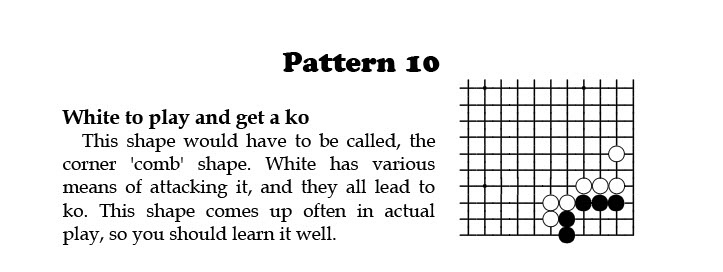 Pattern 10
White to play and get a ko
This shape would have to be called, the
corner 'comb' shape. White has various
means of attacking it, and they all lead to
ko. This shape comes up often in actual
play, so you should learn it well.